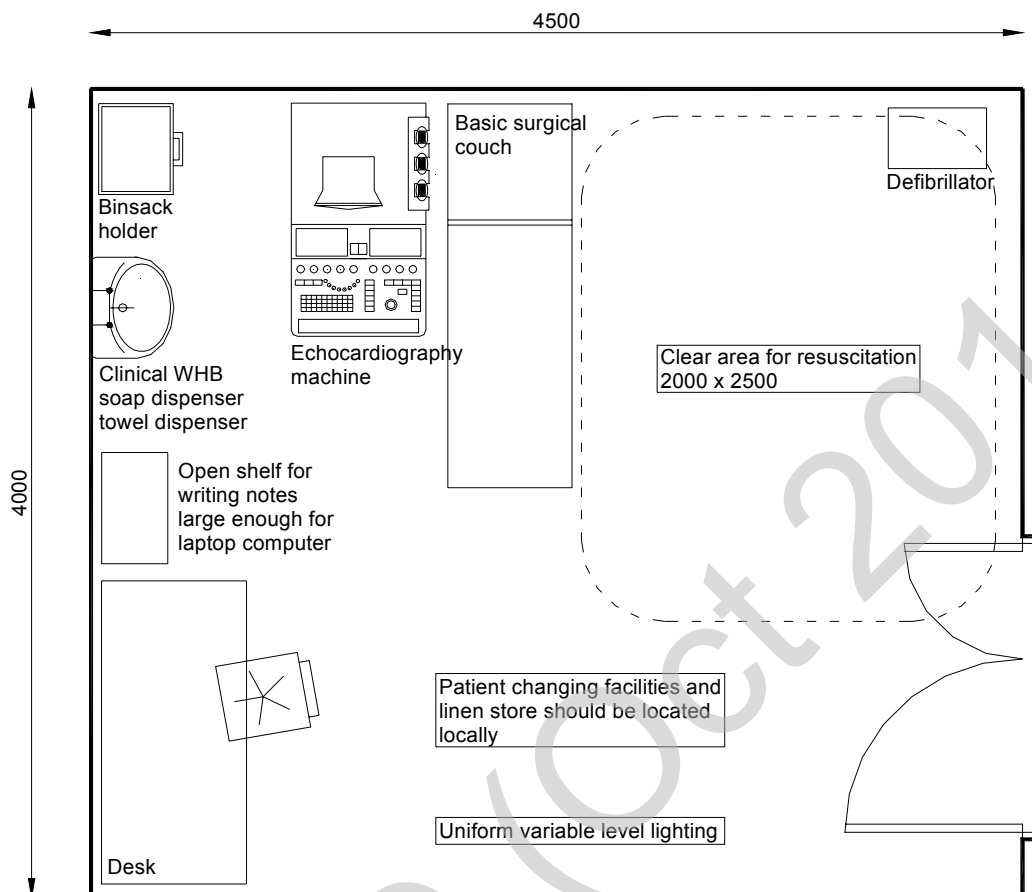 4500
4000
Binsack
holder
Basic surgical
couch
Defibrillator
Clinical WHB
soap dispenser
towel dispenser
Echocardiography
machine
Clear area for resuscitation
2000 x 2500
Open shelf for
writing notes
large enough for
laptop computer
Patient changing facilities and
linen store should be located
locally
Uniform variable level lighting
Desk
(Oct 201